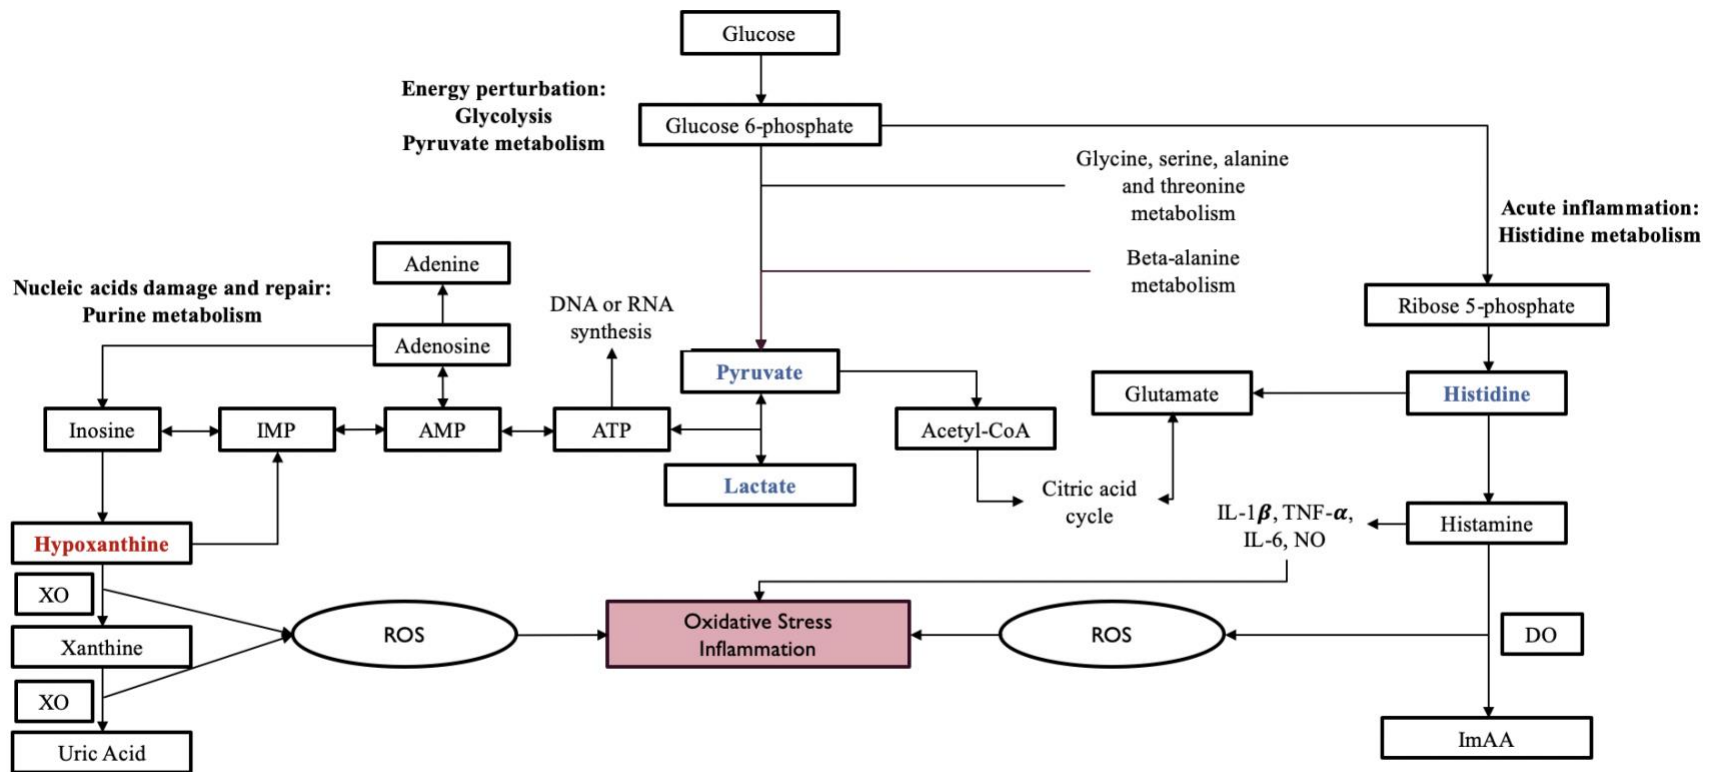 Glucose
Energy perturbation:
Glycolysis
Pyruvate metabolism
Glucose 6-phosphate
Glycine, serine, alanine
and threonine
metabolism
Acute inflammation:
Histidine metabolism
Beta-alanine
metabolism
Nucleic acids damage and repair:
Purine metabolism
Adenine
DNA or RNA
synthesis
Ribose 5-phosphate
Adenosine
Pyruvate
Glutamate
Histidine
Inosine
IMP
AMP
ATP
Acetyl-CoA
Lactate
Citric acid
cycle
IL-1β, TNF-α,
IL-6, NO
Histamine
Hypoxanthine
XO
Xanthine
ROS
Oxidative Stress
Inflammation
ROS
DO
XO
Uric Acid
ImAA